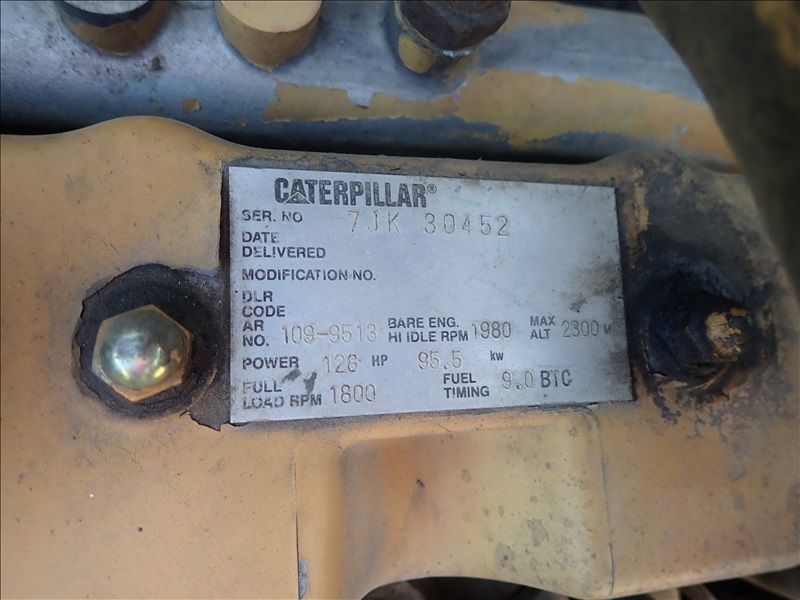 CATERPILLAR®
SER. NO 7JK 30452
DATE
DELIVERED
MODIFICATION NO.
DLR
CODE
AR
NO. 109-9513 BARE ENG.
HI IDLE RPM 1980 MAX
ALT 2300 M
POWER 128 HP 95.5 kw
FULL
LOAD RPM 1800 FUEL
TIMING 9.0 BTC